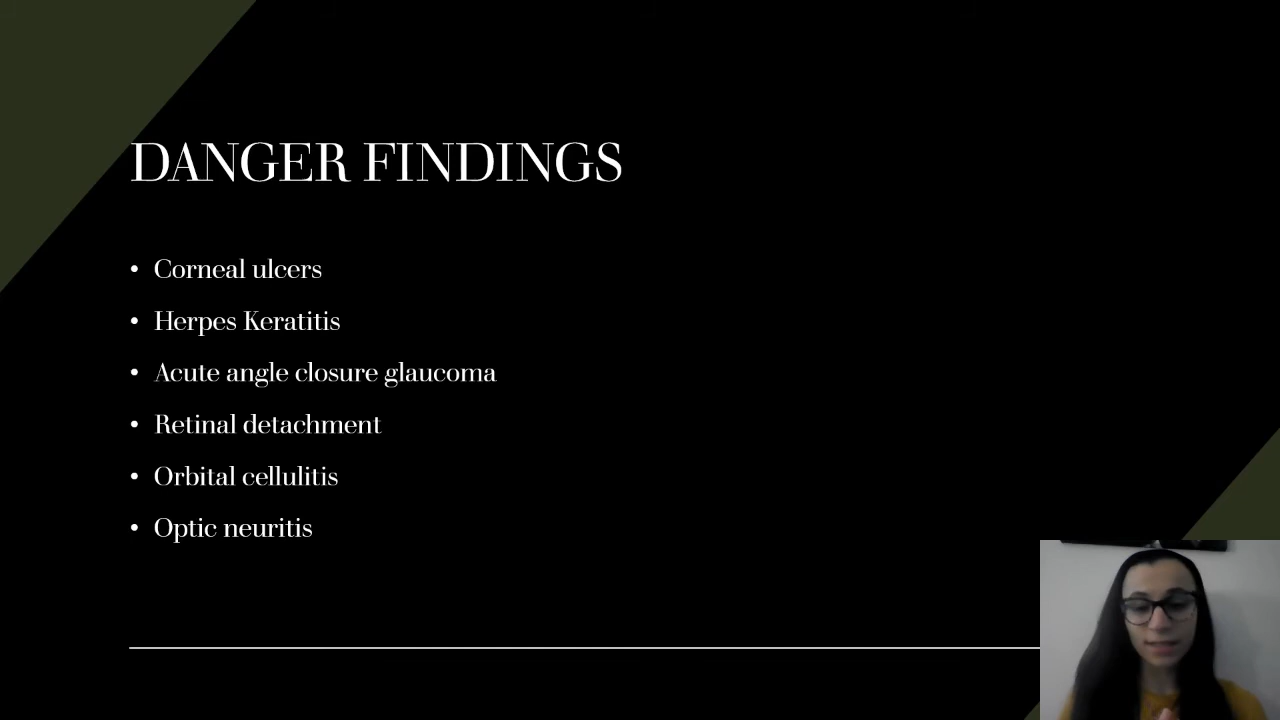 DANGER FINDINGS
• Corneal ulcers
• Herpes Keratitis
• Acute angle closure glaucoma
• Retinal detachment
• Orbital cellulitis
• Optic neuritis